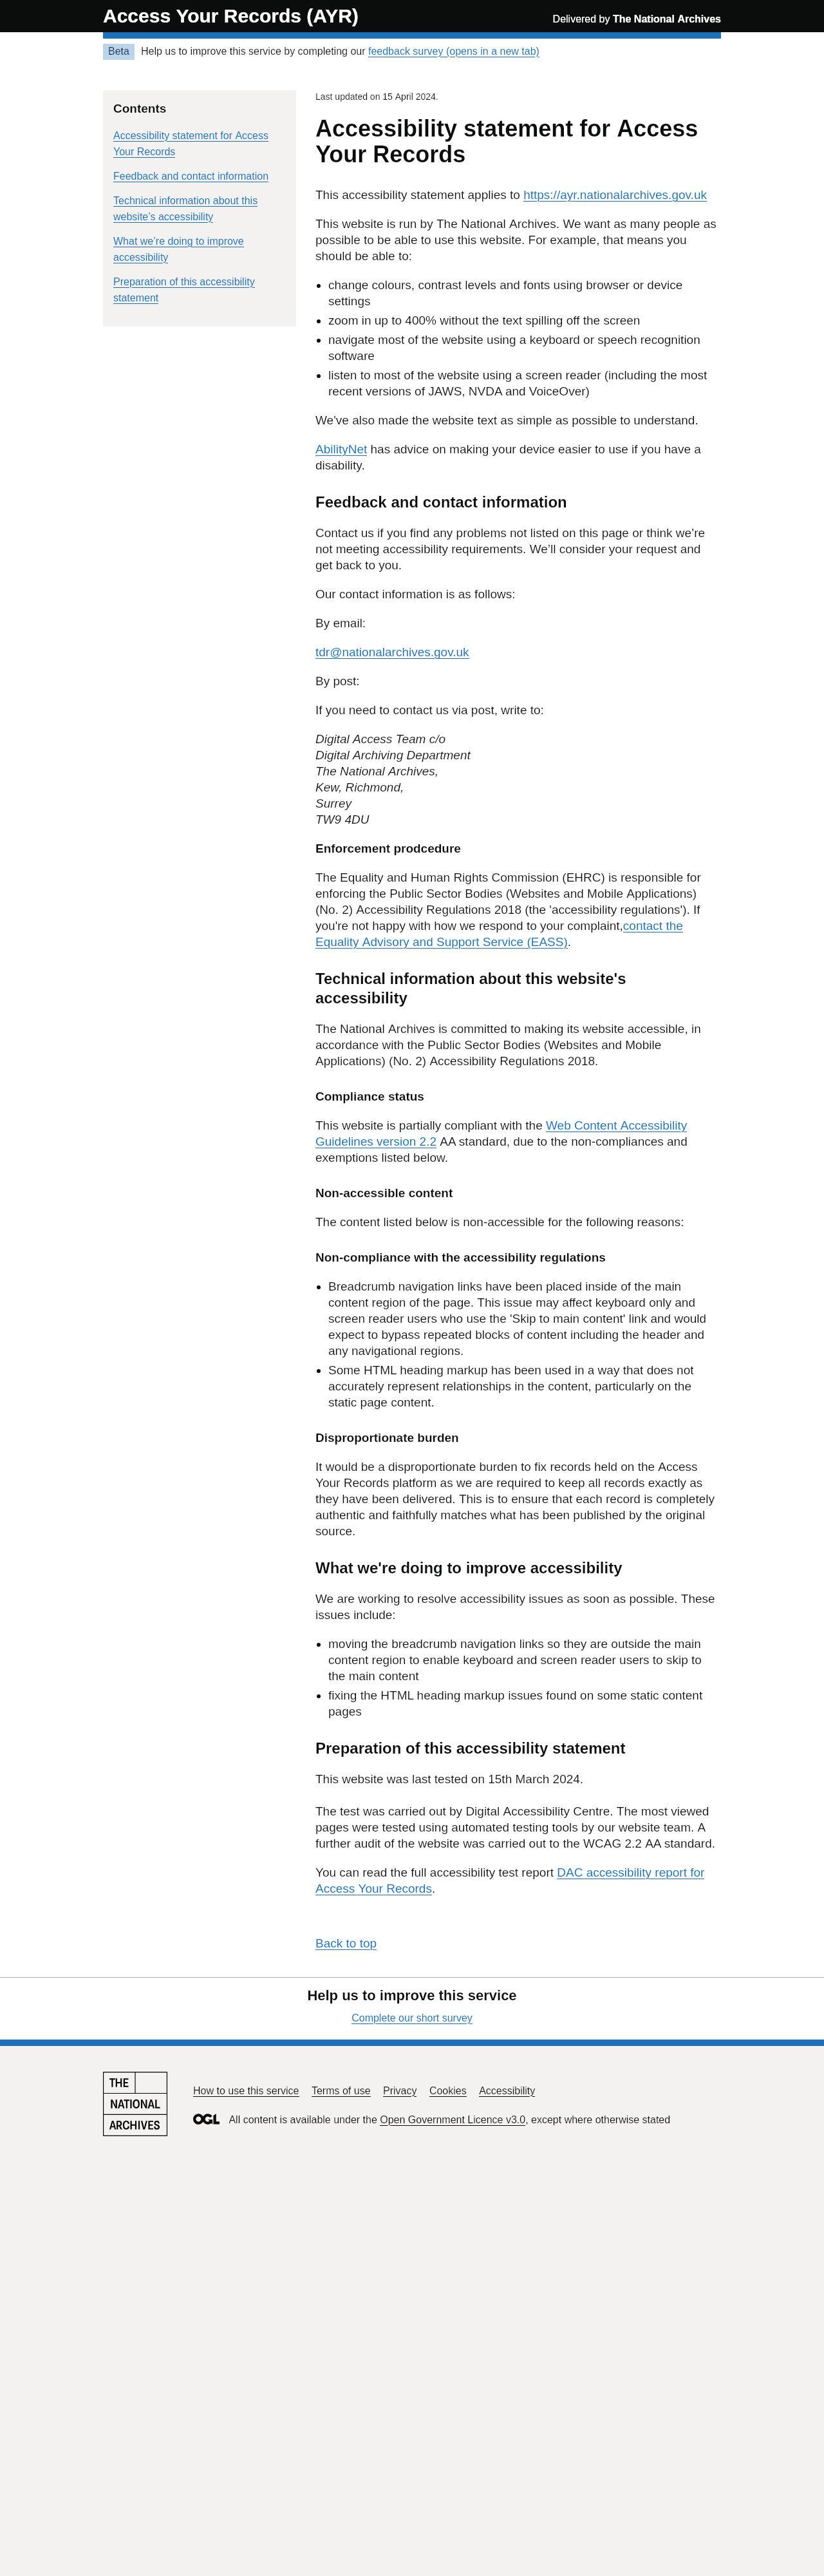 Access Your Records (AYR)
Delivered by The National Archives
Beta Help us to improve this service by completing our feedback survey (opens in a new tab)
Contents
Accessibility statement for Access
Your Records
Feedback and contact information
Technical information about this
website’s accessibility
What we’re doing to improve
accessibility
Preparation of this accessibility
statement
Last updated on 15 April 2024.
Accessibility statement for Access
Your Records
This accessibility statement applies to https://ayr.nationalarchives.gov.uk
This website is run by The National Archives. We want as many people as
possible to be able to use this website. For example, that means you
should be able to:
• change colours, contrast levels and fonts using browser or device
settings
• zoom in up to 400% without the text spilling off the screen
• navigate most of the website using a keyboard or speech recognition
software
• listen to most of the website using a screen reader (including the most
recent versions of JAWS, NVDA and VoiceOver)
We've also made the website text as simple as possible to understand.
AbilityNet has advice on making your device easier to use if you have a
disability.
Feedback and contact information
Contact us if you find any problems not listed on this page or think we’re
not meeting accessibility requirements. We’ll consider your request and
get back to you.
Our contact information is as follows:
By email:
tdr@nationalarchives.gov.uk
By post:
If you need to contact us via post, write to:
Digital Access Team c/o
Digital Archiving Department
The National Archives,
Kew, Richmond,
Surrey
TW9 4DU
Enforcement prodcedure
The Equality and Human Rights Commission (EHRC) is responsible for
enforcing the Public Sector Bodies (Websites and Mobile Applications)
(No. 2) Accessibility Regulations 2018 (the 'accessibility regulations'). If
you're not happy with how we respond to your complaint,contact the
Equality Advisory and Support Service (EASS).
Technical information about this website's
accessibility
The National Archives is committed to making its website accessible, in
accordance with the Public Sector Bodies (Websites and Mobile
Applications) (No. 2) Accessibility Regulations 2018.
Compliance status
This website is partially compliant with the Web Content Accessibility
Guidelines version 2.2 AA standard, due to the non-compliances and
exemptions listed below.
Non-accessible content
The content listed below is non-accessible for the following reasons:
Non-compliance with the accessibility regulations
• Breadcrumb navigation links have been placed inside of the main
content region of the page. This issue may affect keyboard only and
screen reader users who use the 'Skip to main content' link and would
expect to bypass repeated blocks of content including the header and
any navigational regions.
• Some HTML heading markup has been used in a way that does not
accurately represent relationships in the content, particularly on the
static page content.
Disproportionate burden
It would be a disproportionate burden to fix records held on the Access
Your Records platform as we are required to keep all records exactly as
they have been delivered. This is to ensure that each record is completely
authentic and faithfully matches what has been published by the original
source.
What we're doing to improve accessibility
We are working to resolve accessibility issues as soon as possible. These
issues include:
• moving the breadcrumb navigation links so they are outside the main
content region to enable keyboard and screen reader users to skip to
the main content
• fixing the HTML heading markup issues found on some static content
pages
Preparation of this accessibility statement
This website was last tested on 15th March 2024.
The test was carried out by Digital Accessibility Centre. The most viewed
pages were tested using automated testing tools by our website team. A
further audit of the website was carried out to the WCAG 2.2 AA standard.
You can read the full accessibility test report DAC accessibility report for
Access Your Records.
Back to top
Help us to improve this service
Complete our short survey
THE
NATIONAL
ARCHIVES
How to use this service Terms of use Privacy Cookies Accessibility
OGL All content is available under the Open Government Licence v3.0, except where otherwise stated